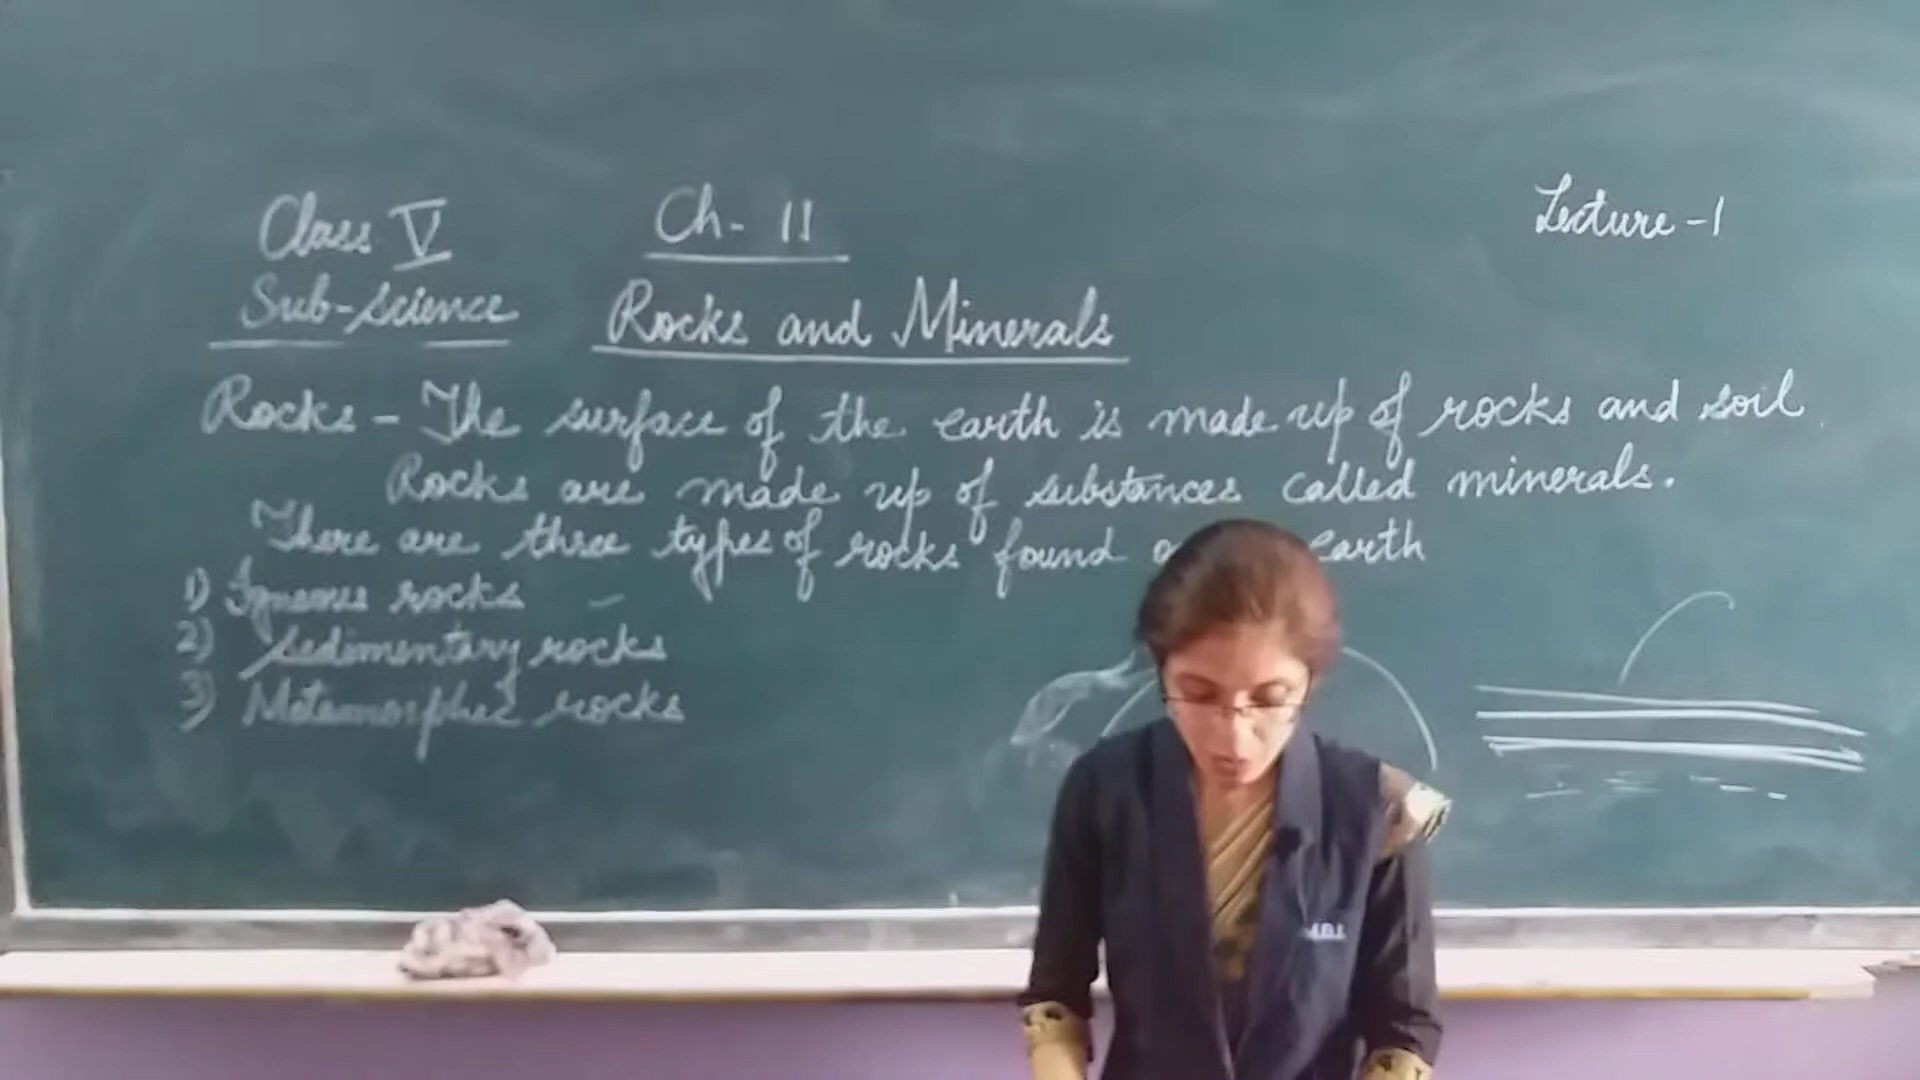 Class V Ch- 11 Lecture -1
Sub-science Rocks and Minerals
Rocks - The surface of the earth is made up of rocks and soil.
Rocks are made up of substances called minerals.
There are three types of rocks found earth
1) Igneous rocks
2) sedimentary rocks
3) Metamorphic rocks